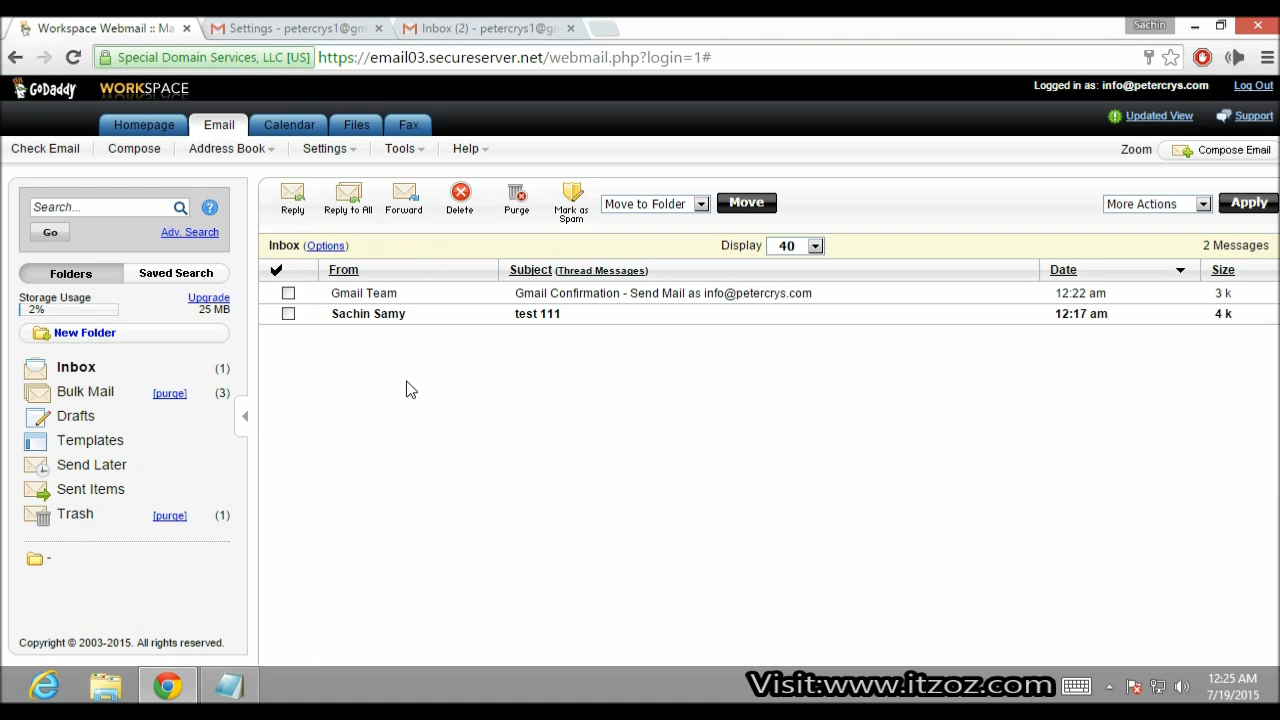 Workspace Webmail :: Ma
Settings - petercrys1@gm
Inbox (2) - petercrys1@gm
Sachin
Special Domain Services, LLC [US]
https://email03.secureserver.net/webmail.php?login=1#
GoDaddy
WORKSPACE
Logged in as: info@petercrys.com
Log Out
Homepage
Email
Calendar
Files
Fax
Updated View
Support
Check Email
Compose
Address Book
Settings
Tools
Help
Zoom
Compose Email
Search...
?
Go
Adv. Search
Reply
Reply to All
Forward
Delete
Purge
Mark as
Spam
Move to Folder
Move
More Actions
Apply
Inbox (Options)
Display
40
2 Messages
Folders
Saved Search
From
Subject (Thread Messages)
Date
Size
Storage Usage
Upgrade
2%
25 MB
Gmail Team
Gmail Confirmation - Send Mail as info@petercrys.com
12:22 am
3 k
Sachin Samy
test 111
12:17 am
4 k
New Folder
Inbox
(1)
Bulk Mail
[purge]
(3)
Drafts
Templates
Send Later
Sent Items
Trash
[purge]
(1)
-
Copyright © 2003-2015. All rights reserved.
Visit:www.itzoz.com
12:25 AM
7/19/2015